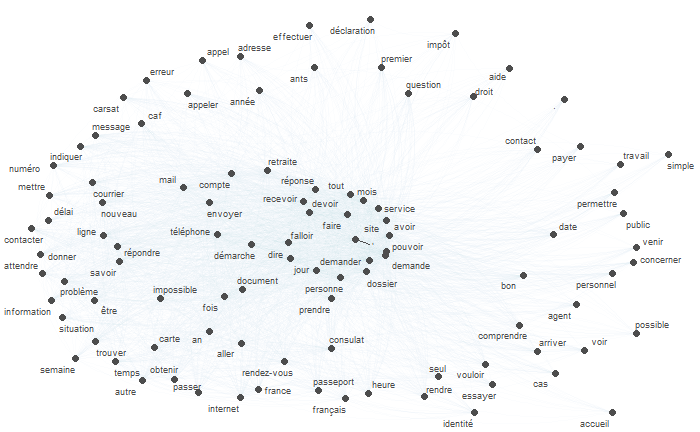 déclaration
effectuer
impôt
appel
adresse
premier
erreur
ants
aide
question
droit
carsat
appeler
année
caf
message
contact
indiquer
payer
travail
numéro
retraite
simple
mail
compte
réponse
tout
mettre
mois
permettre
courrier
recevoir
devoir
service
nouveau
envoyer
délai
public
faire
site
avoir
date
contacter
ligne
téléphone
falloir
venir
pouvoir
donner
répondre
démarche
dire
demander
concerner
attendre
savoir
jour
demande
problème
impossible
document
personne
dossier
bon
personnel
information
être
fois
prendre
agent
situation
possible
comprendre
carte
an
consulat
arriver
voir
trouver
aller
semaine
temps
obtenir
rendez-vous
seul
vouloir
cas
autre
passer
france
passeport
heure
rendre
essayer
internet
français
identité
accueil